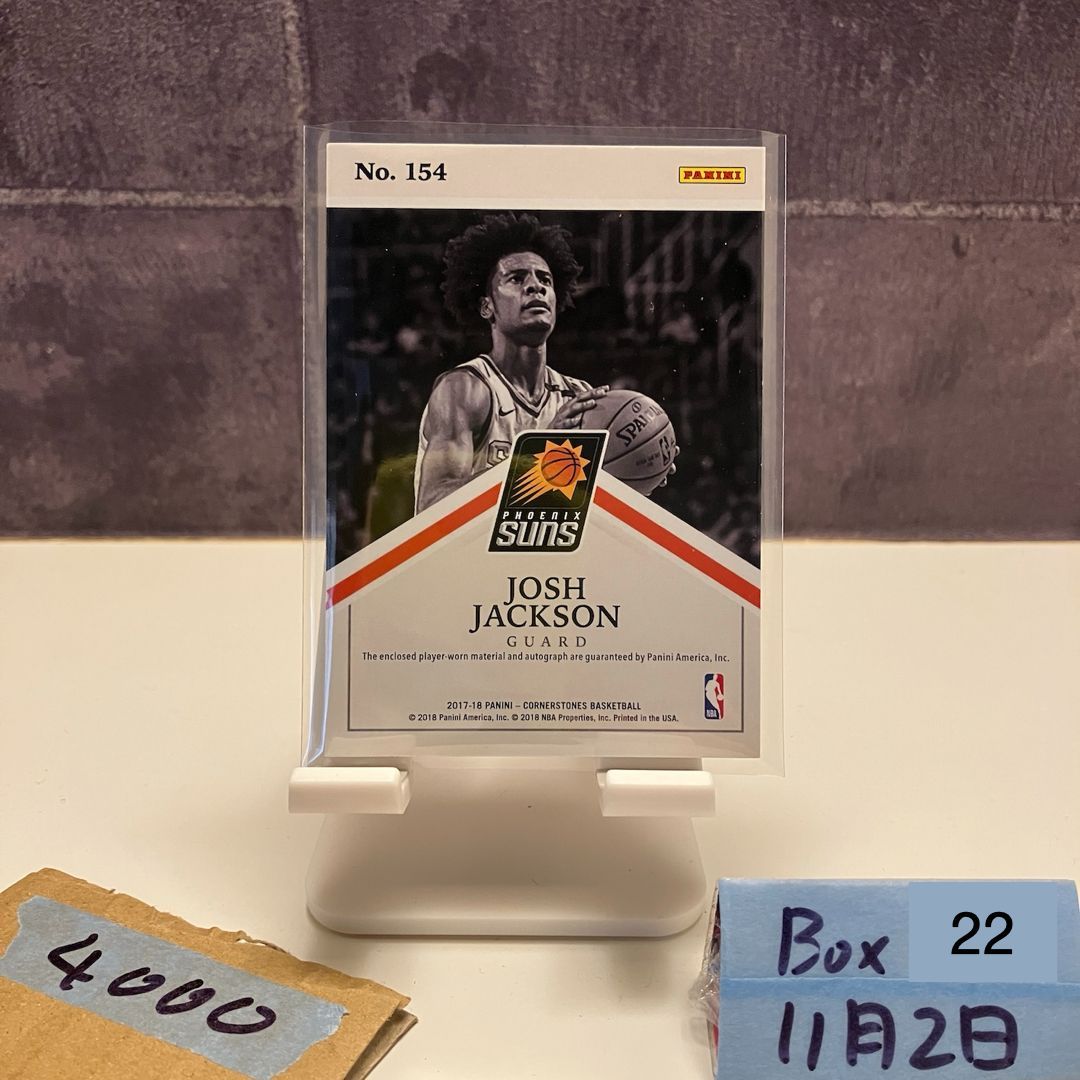 No. 154
PANINI
SPALDING
PHOENIX
SUNS
JOSH
JACKSON
GUARD
The enclosed player-worn material and autograph are guaranteed by Panini America, Inc.
NBA
2017-18 PANINI – CORNERSTONES BASKETBALL
© 2018 Panini America, Inc. © 2018 NBA Properties, Inc. Printed in the USA.
4000
Box 22
11月2日